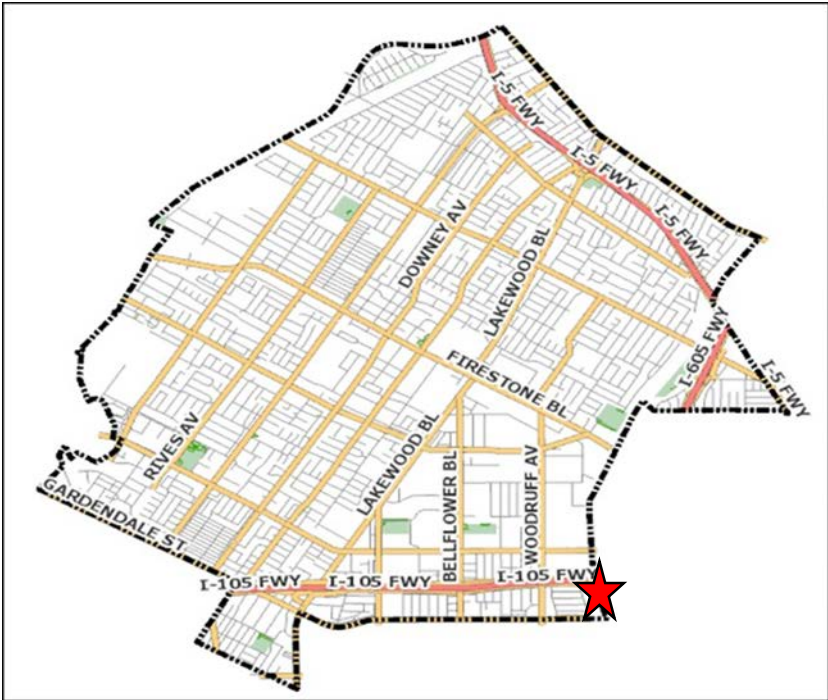 I-5 FWY
I-5 FWY
I-5 FWY
DOWNEY AV
LAKEWOOD BL
I-605 FWY
I-5 FWY
FIRESTONE BL
RIVES AV
LAKEWOOD BL
BELLFLOWER BL
WOODRUFF AV
GARDENDALE ST
I-105 FWY
I-105 FWY
I-105 FWY